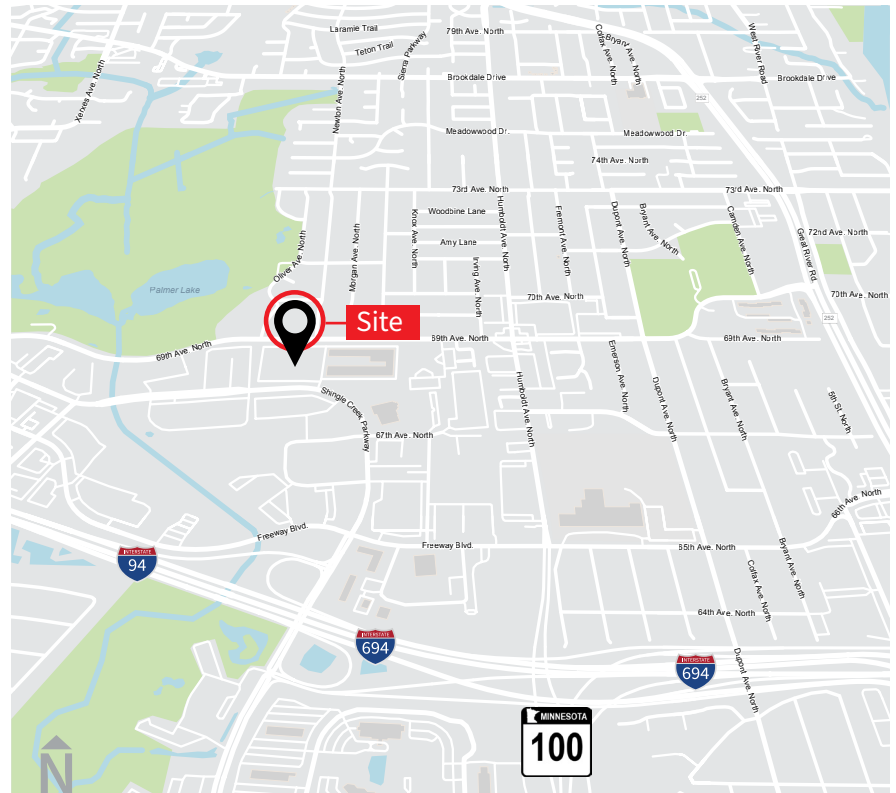 Laramie Trail
Teton Trail
Sierra Parkway
79th Ave. North
Colfax Ave. North
Bryant Ave. North
West River Road
Xerxes Ave. North
Newton Ave. North
Brookdale Drive
Brookdale Drive
252
Meadowwood Dr.
Meadowwood Dr.
74th Ave. North
73rd Ave. North
73rd Ave. North
Woodbine Lane
Knox Ave. North
Humboldt Ave. North
Fremont Ave. North
Dupont Ave. North
Bryant Ave. North
Camden Ave. North
72nd Ave. North
Oliver Ave. North
Morgan Ave. North
Amy Lane
Irving Ave. North
Great River Rd.
Palmer Lake
70th Ave. North
70th Ave. North
Site
252
69th Ave. North
69th Ave. North
69th Ave. North
Emerson Ave. North
Shingle Creek Parkway
Humboldt Ave. North
Dupont Ave. North
Bryant Ave. North
5th St. North
67th Ave. North
66th Ave. North
Freeway Blvd.
Freeway Blvd.
65th Ave. North
Bryant Ave. North
INTERSTATE
94
Colfax Ave. North
64th Ave. North
INTERSTATE
694
INTERSTATE
694
Dupont Ave. North
MINNESOTA
100
N